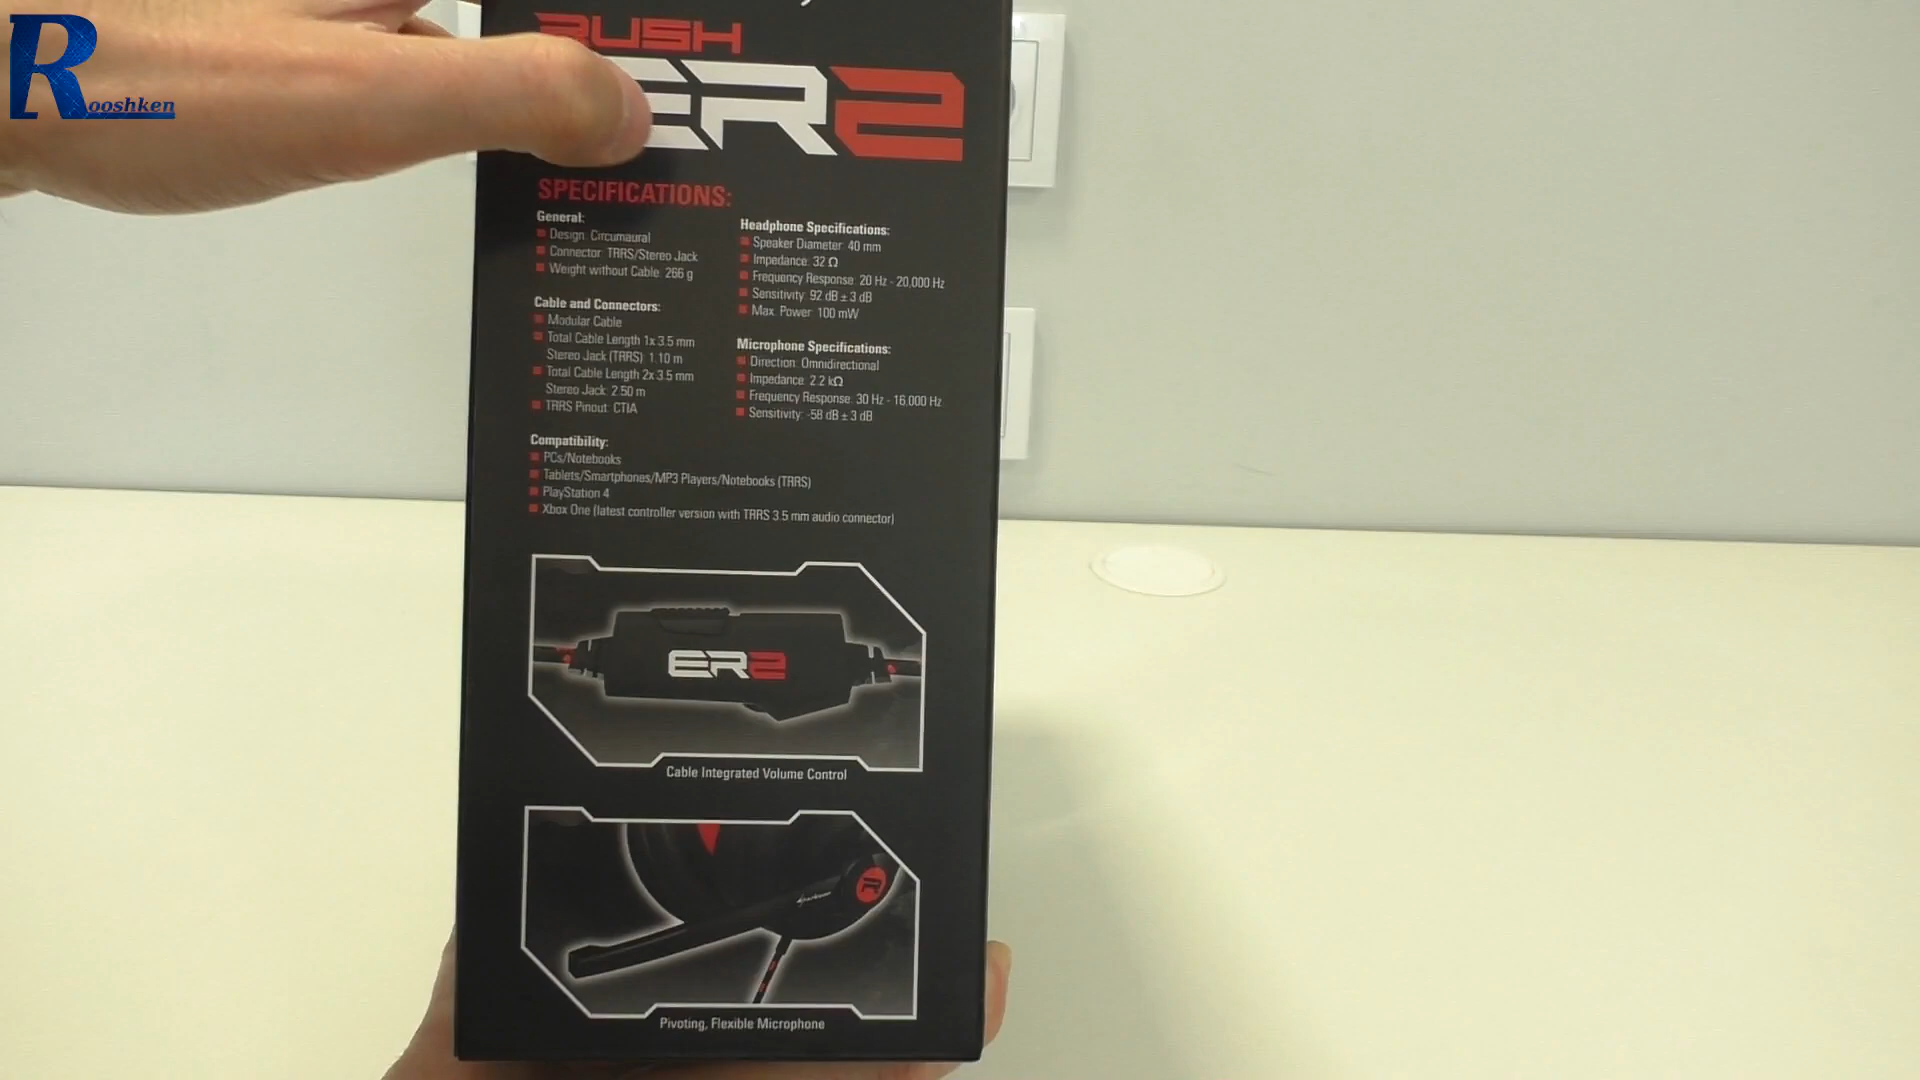 Rooshken
RUSH
ER2
SPECIFICATIONS:
General:
Design: Circumaural
Connector: TRRS/Stereo Jack
Weight without Cable: 266 g
Cable and Connectors:
Modular Cable
Total Cable Length 1x 3.5 mm
Stereo Jack (TRRS): 1.10 m
Total Cable Length 2x 3.5 mm
Stereo Jack: 2.50 m
TRRS Pinout: CTIA
Headphone Specifications:
Speaker Diameter: 40 mm
Impedance: 32 Ω
Frequency Response: 20 Hz - 20,000 Hz
Sensitivity: 92 dB ± 3 dB
Max. Power: 100 mW
Microphone Specifications:
Direction: Omnidirectional
Impedance: 2.2 kΩ
Frequency Response: 30 Hz - 16,000 Hz
Sensitivity: -58 dB ± 3 dB
Compatibility:
PCs/Notebooks
Tablets/Smartphones/MP3 Players/Notebooks (TRRS)
PlayStation 4
Xbox One (latest controller version with TRRS 3.5 mm audio connector)
ER2
Cable Integrated Volume Control
Sharkoon
R
Pivoting, Flexible Microphone